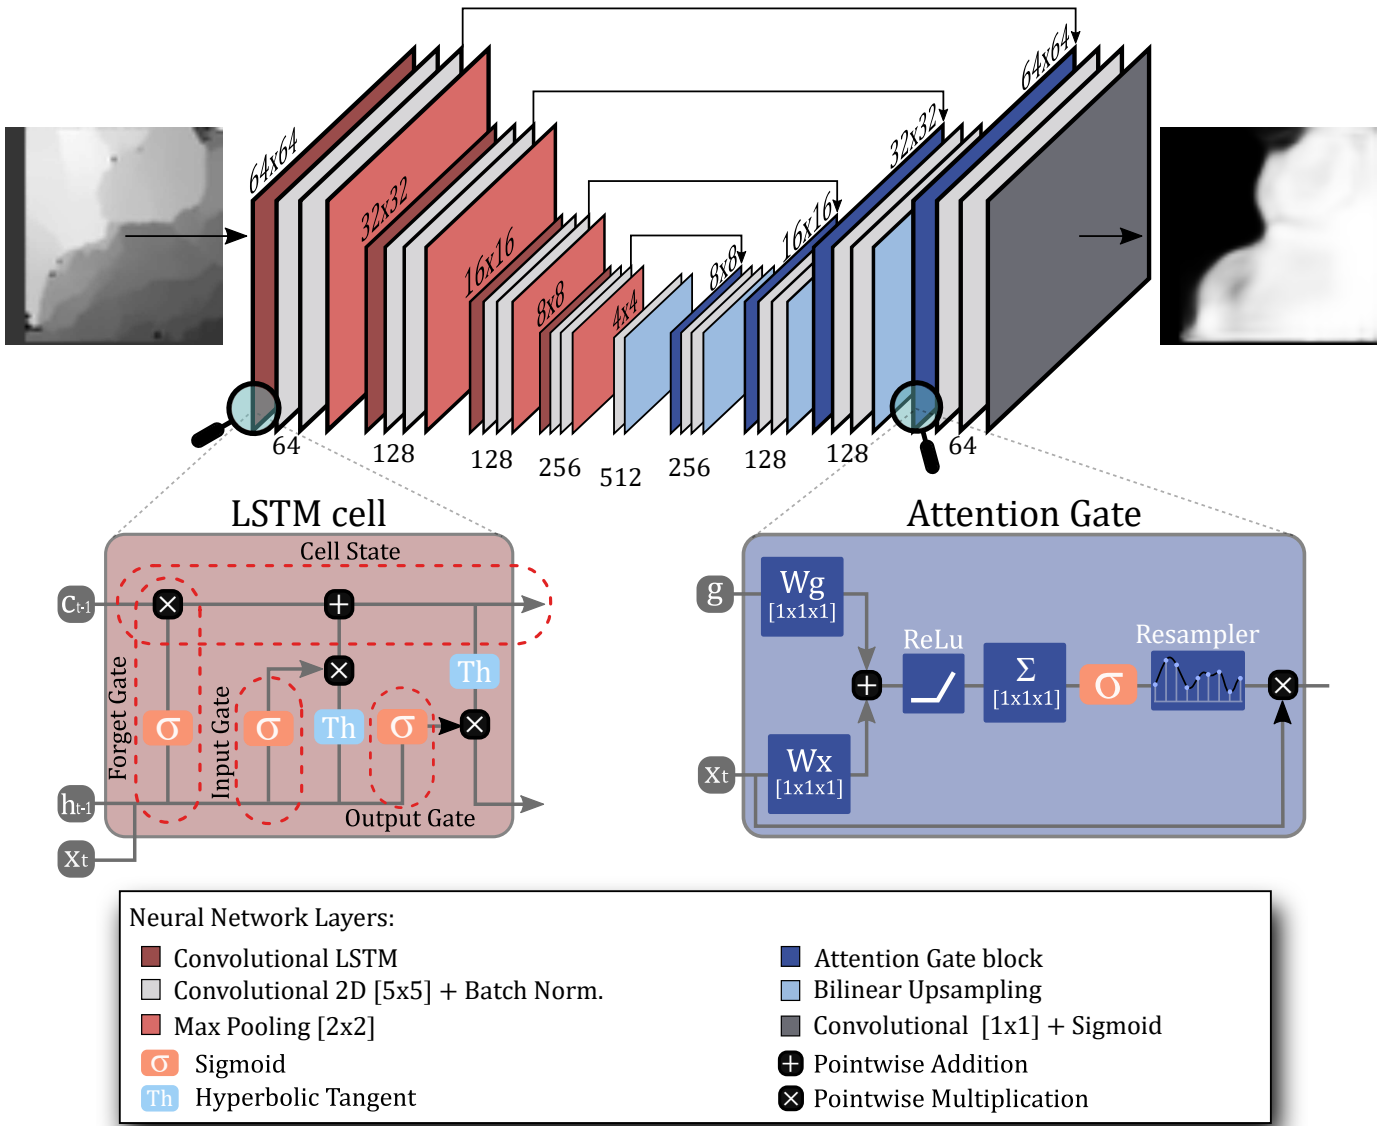 64x64
32x32
16x16
8x8
4x4
8x8
16x16
32x32
64x64
64
128
128
256
512
256
128
128
64
LSTM cell
Cell State
Ct-1
Forget Gate
Input Gate
σ
σ
Th
σ
Th
ht-1
Output Gate
Xt
Attention Gate
g
Wg
[1x1x1]
ReLu
Σ
[1x1x1]
σ
Resampler
Xt
Wx
[1x1x1]
Neural Network Layers:
Convolutional LSTM
Convolutional 2D [5x5] + Batch Norm.
Max Pooling [2x2]
σ Sigmoid
Th Hyperbolic Tangent
Attention Gate block
Bilinear Upsampling
Convolutional [1x1] + Sigmoid
+ Pointwise Addition
× Pointwise Multiplication